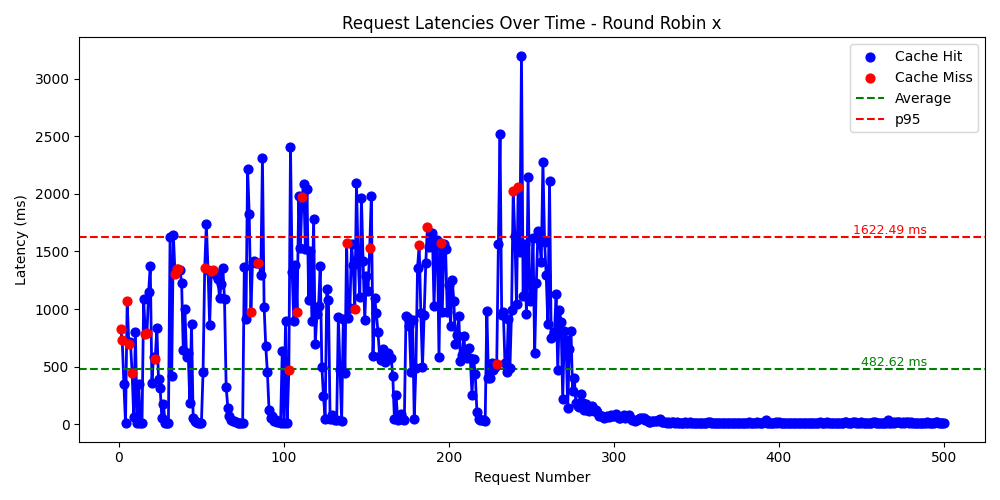 Request Latencies Over Time - Round Robin x
Latency (ms)
3000
2500
2000
1500
1000
500
0
Cache Hit
Cache Miss
Average
p95
1622.49 ms
482.62 ms
0
100
200
300
400
500
Request Number